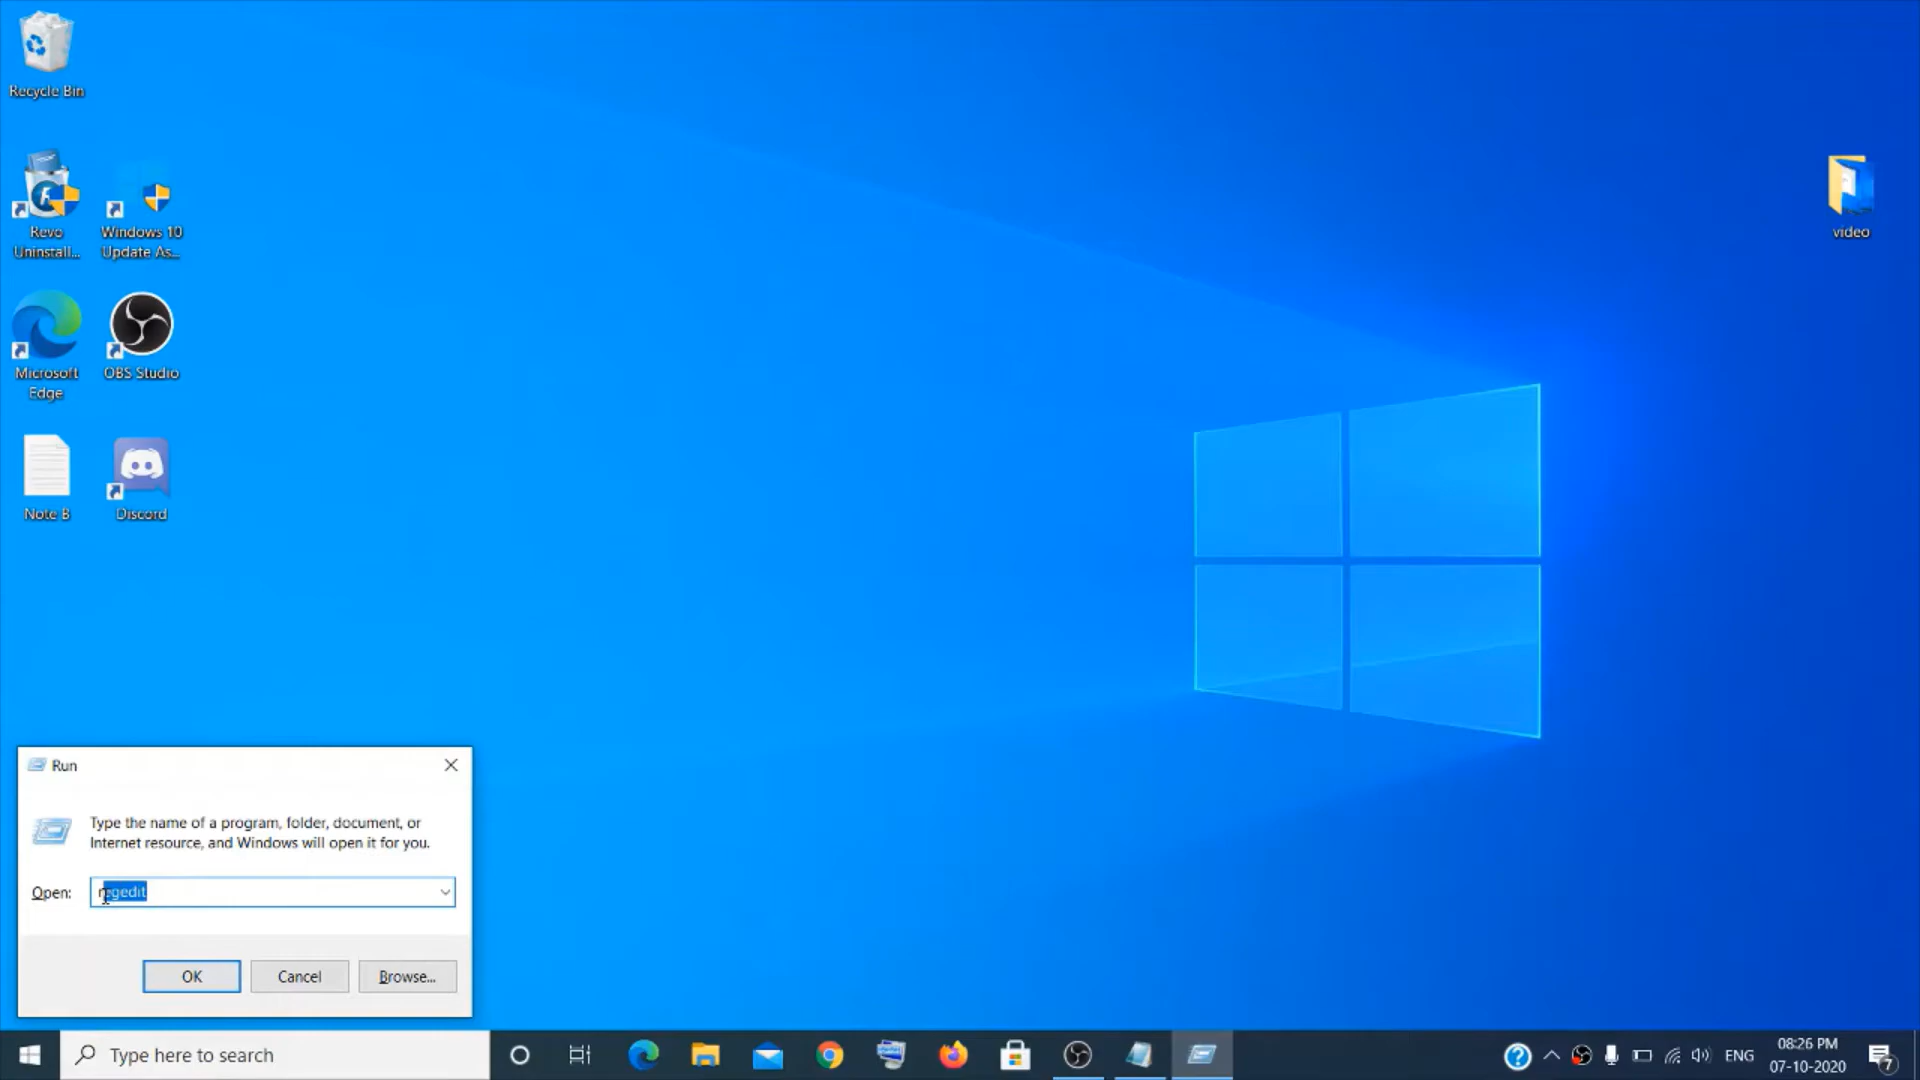 Recycle Bin
Revo
Uninstall...
Windows 10
Update As...
Microsoft
Edge
OBS Studio
Note B
Discord
video
Run
Type the name of a program, folder, document, or
Internet resource, and Windows will open it for you.
Open:
regedit
OK
Cancel
Browse...
Type here to search
ENG
08:26 PM
07-10-2020
7